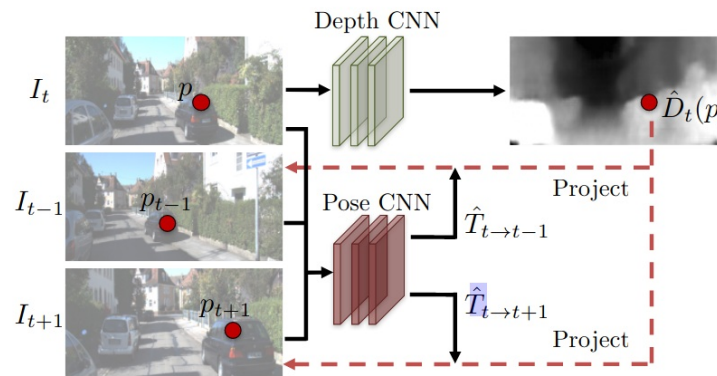 Depth CNN
I_t
p
D̂_t(p
I_{t−1}
p_{t−1}
Project
Pose CNN
T̂_{t→t−1}
I_{t+1}
p_{t+1}
T̂_{t→t+1}
Project